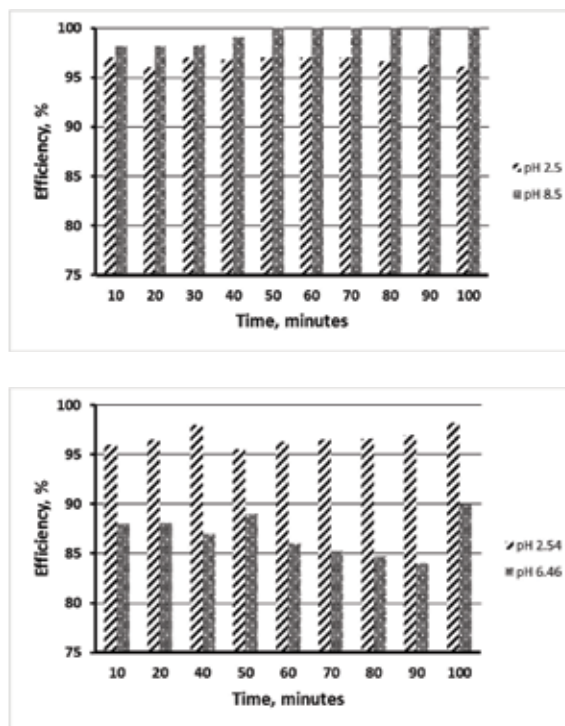 100
95
90
85
80
75
Efficiency, %
10 20 30 40 50 60 70 80 90 100
Time, minutes
pH 2.5
pH 8.5
100
95
90
85
80
75
Efficiency, %
10 20 40 50 60 70 80 90 100
Time, minutes
pH 2.54
pH 6.46